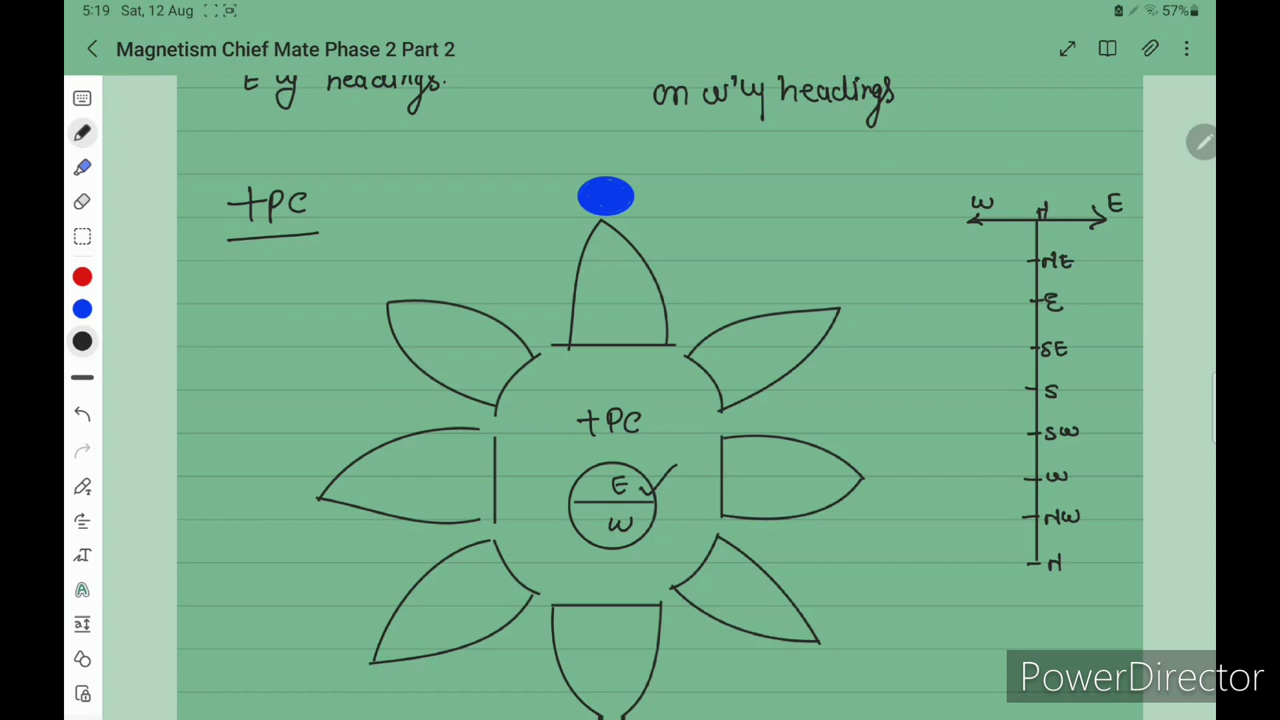 5:19 Sat, 12 Aug 57%
Magnetism Chief Mate Phase 2 Part 2
E'ly headings.
on w'ly headings
+PC
W N E
NE
E
SE
S
SW
W
NW
N
+PC
E
W
PowerDirector